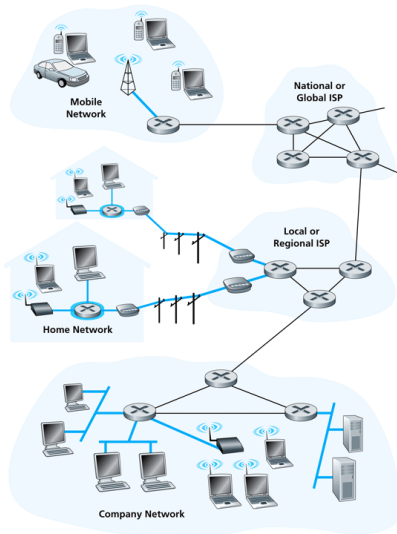 National or
Global ISP
Mobile
Network
Local or
Regional ISP
Home Network
Company Network